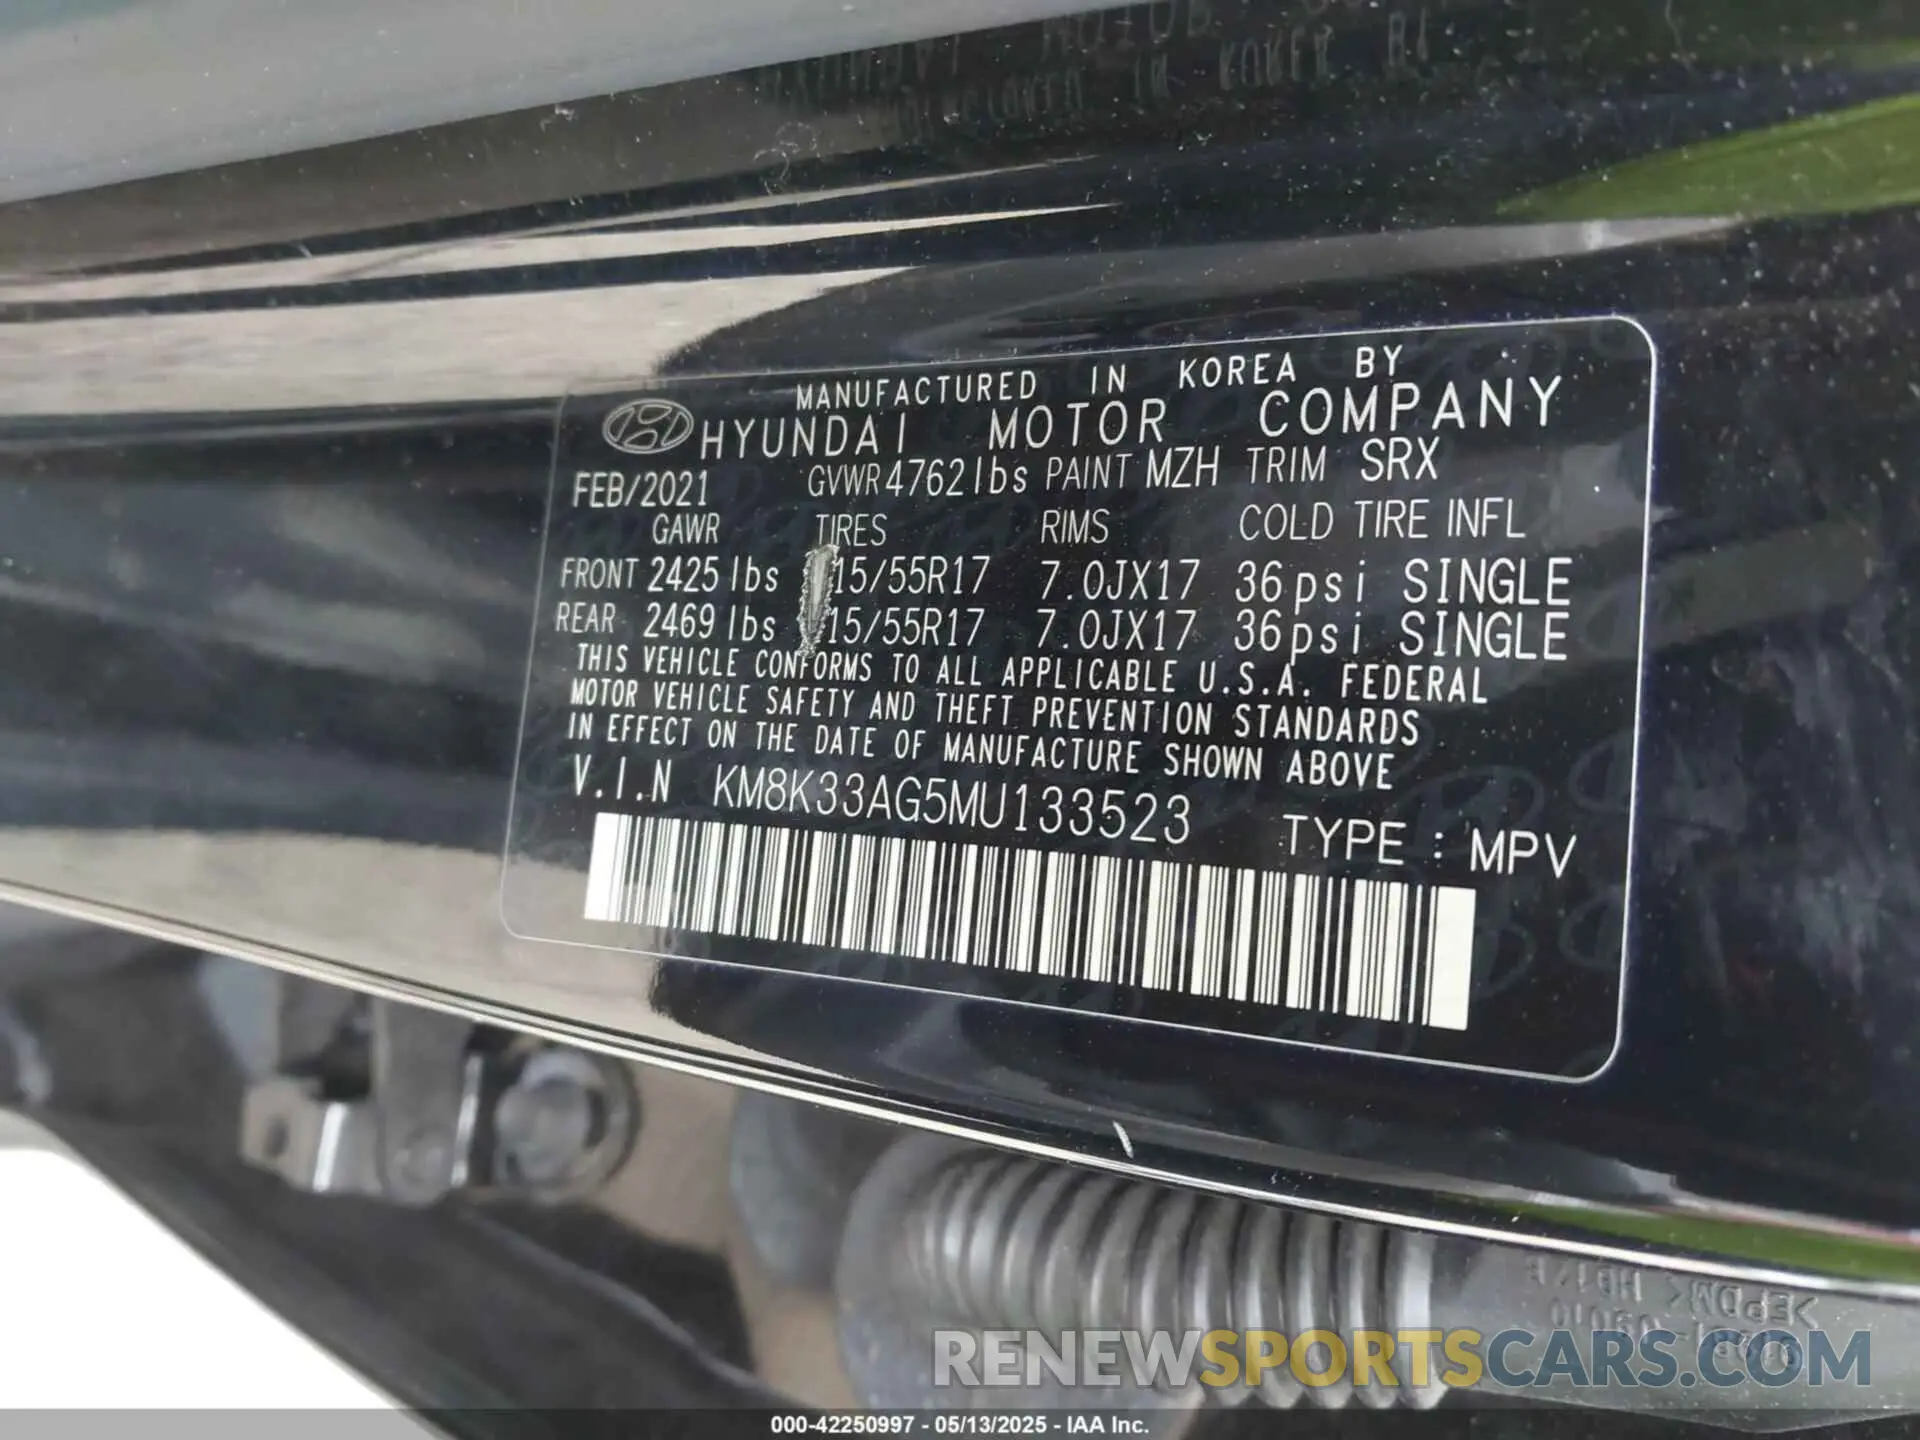 MANUFACTURED IN KOREA BY
HYUNDAI MOTOR COMPANY
FEB/2021 GVWR 4762 lbs PAINT MZH TRIM SRX
GAWR TIRES RIMS COLD TIRE INFL
FRONT 2425 lbs 15/55R17 7.0JX17 36psi SINGLE
REAR 2469 lbs 15/55R17 7.0JX17 36psi SINGLE
THIS VEHICLE CONFORMS TO ALL APPLICABLE U.S.A. FEDERAL
MOTOR VEHICLE SAFETY AND THEFT PREVENTION STANDARDS
IN EFFECT ON THE DATE OF MANUFACTURE SHOWN ABOVE
V.I.N KM8K33AG5MU133523 TYPE : MPV
>EPDM<
RENEWSPORTSCARS.COM
000-42250997 - 05/13/2025 - IAA Inc.